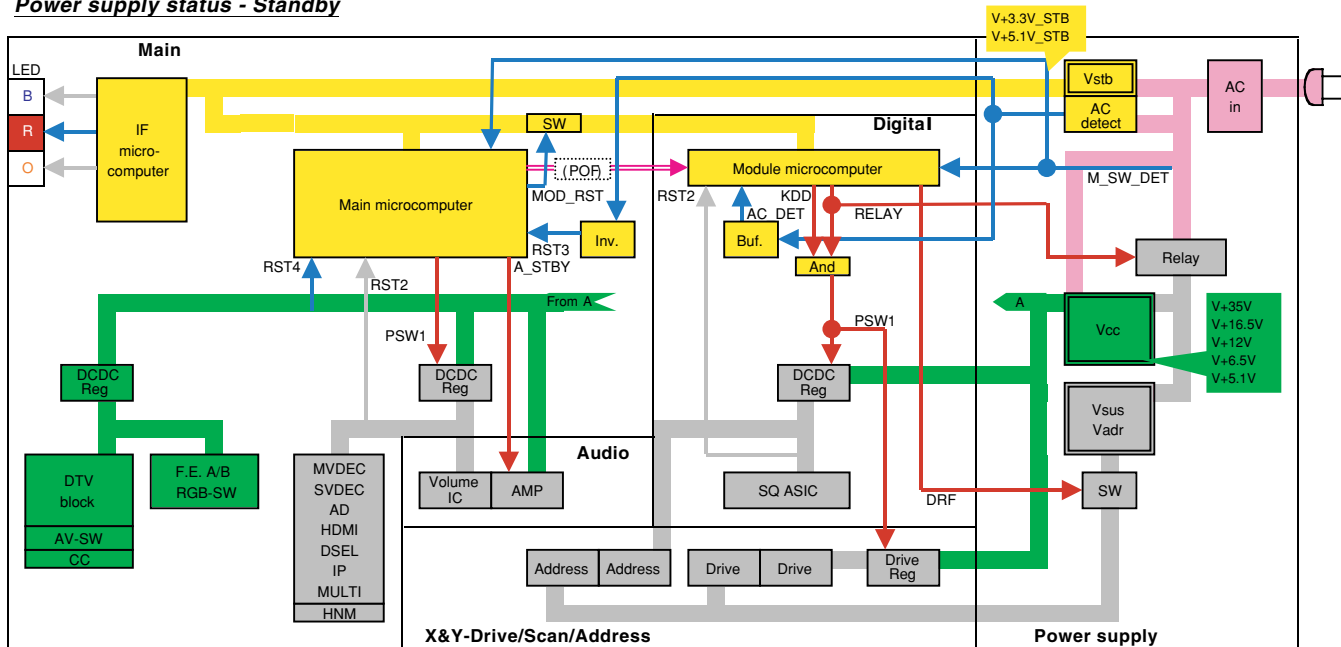 Power supply status - Standby
V+3.3V_STB
V+5.1V_STB
Main
LED
B
R
O
IF
micro-
computer
Vstb
AC
detect
AC
in
SW
Digital
(POF)
MOD_RST
Main microcomputer
Module microcomputer
M_SW_DET
RST2
KDD
AC_DET
RELAY
RST3
Inv.
Buf.
And
A_STBY
RST4
RST2
Relay
From A
A
Vcc
V+35V
V+16.5V
V+12V
V+6.5V
V+5.1V
PSW1
PSW1
DCDC
Reg
DCDC
Reg
DCDC
Reg
Vsus
Vadr
Audio
DTV
block
AV-SW
CC
F.E. A/B
RGB-SW
MVDEC
SVDEC
AD
HDMI
DSEL
IP
MULTI
HNM
Volume
IC
AMP
SQ ASIC
DRF
SW
Address
Address
Drive
Drive
Drive
Reg
X&Y-Drive/Scan/Address
Power supply